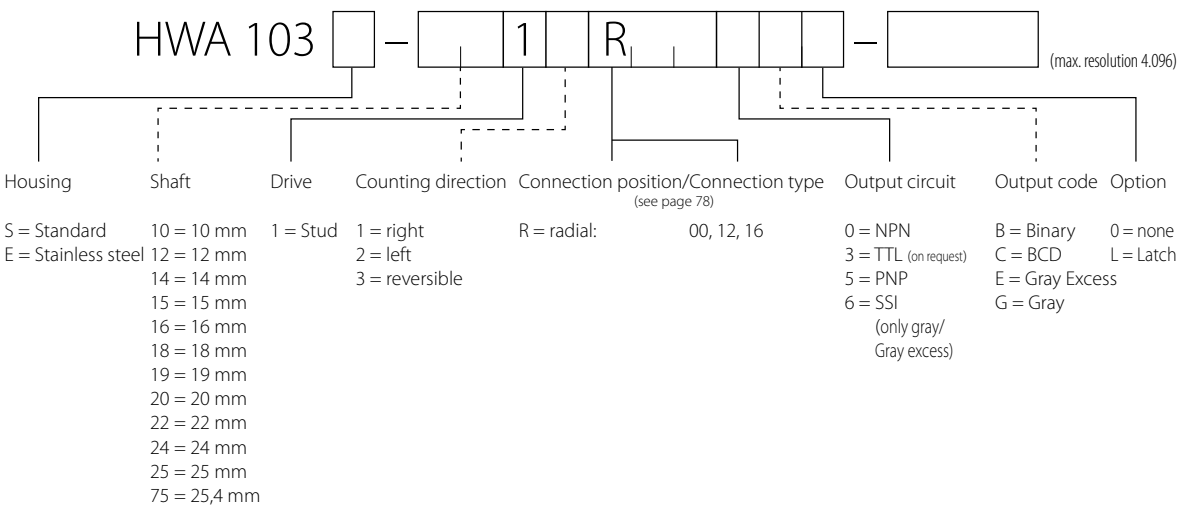 HWA 103 – 1 R – (max. resolution 4.096)
Housing Shaft Drive Counting direction Connection position/Connection type Output circuit Output code Option
(see page 78)
S = Standard 10 = 10 mm 1 = Stud 1 = right R = radial: 00, 12, 16 0 = NPN B = Binary 0 = none
E = Stainless steel 12 = 12 mm 2 = left 3 = TTL (on request) C = BCD L = Latch
14 = 14 mm 3 = reversible 5 = PNP E = Gray Excess
15 = 15 mm 6 = SSI G = Gray
16 = 16 mm (only gray/
18 = 18 mm Gray excess)
19 = 19 mm
20 = 20 mm
22 = 22 mm
24 = 24 mm
25 = 25 mm
75 = 25,4 mm